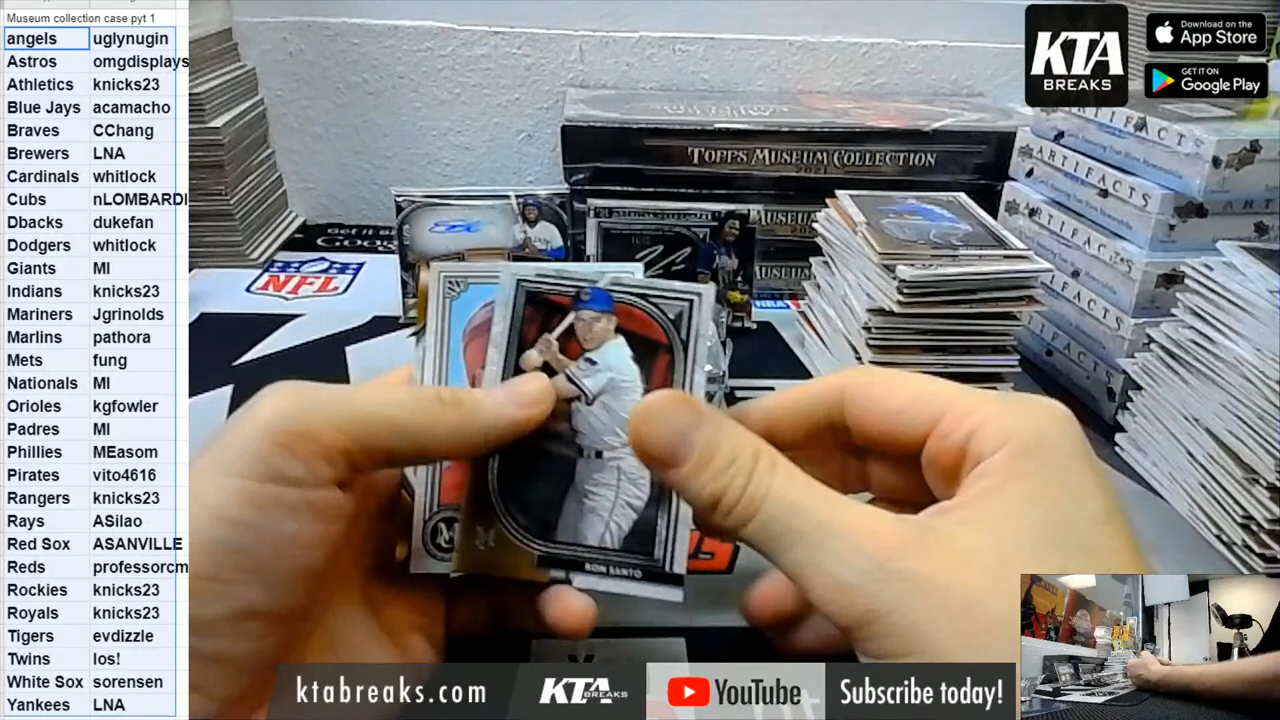 Museum collection case pyt 1
angels uglynugin
Astros omgdisplays
Athletics knicks23
Blue Jays acamacho
Braves CChang
Brewers LNA
Cardinals whitlock
Cubs nLOMBARDI
Dbacks dukefan
Dodgers whitlock
Giants MI
Indians knicks23
Mariners Jgrinolds
Marlins pathora
Mets fung
Nationals MI
Orioles kgfowler
Padres MI
Phillies MEasom
Pirates vito4616
Rangers knicks23
Rays ASilao
Red Sox ASANVILLE
Reds professorcm
Rockies knicks23
Royals knicks23
Tigers evdizzle
Twins los!
White Sox sorensen
Yankees LNA
KTA
BREAKS
Download on the
App Store
GET IT ON
Google Play
TOPPS MUSEUM COLLECTION
2021
ARTIFACTS
ARTIFACTS
ARTIFACTS
NFL
RON SANTO
ktabreaks.com
KTA
BREAKS
YouTube
Subscribe today!